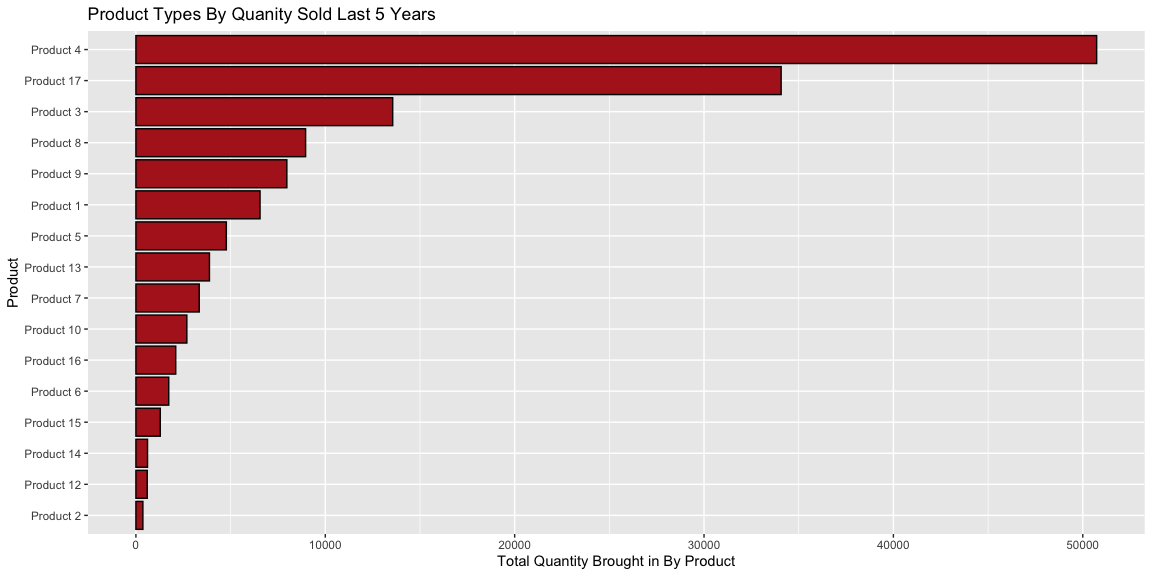 Product Types By Quanity Sold Last 5 Years
Product
Product 4
Product 17
Product 3
Product 8
Product 9
Product 1
Product 5
Product 13
Product 7
Product 10
Product 16
Product 6
Product 15
Product 14
Product 12
Product 2
0 10000 20000 30000 40000 50000
Total Quantity Brought in By Product